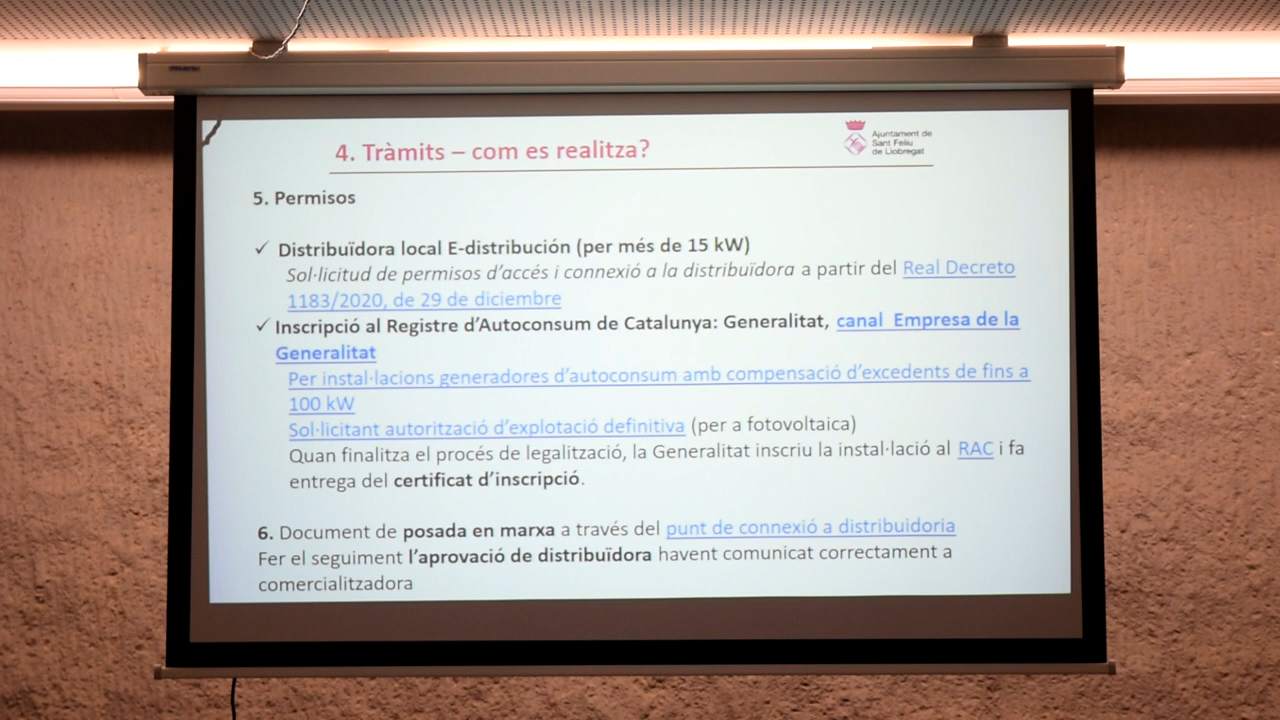 4. Tràmits – com es realitza?
Ajuntament de
Sant Feliu
de Llobregat
5. Permisos
✓ Distribuïdora local E-distribución (per més de 15 kW)
Sol·licitud de permisos d'accés i connexió a la distribuïdora a partir del Real Decreto
1183/2020, de 29 de diciembre
✓ Inscripció al Registre d'Autoconsum de Catalunya: Generalitat, canal Empresa de la
Generalitat
Per instal·lacions generadores d'autoconsum amb compensació d'excedents de fins a
100 kW
Sol·licitant autorització d'explotació definitiva (per a fotovoltaica)
Quan finalitza el procés de legalització, la Generalitat inscriu la instal·lació al RAC i fa
entrega del certificat d'inscripció.
6. Document de posada en marxa a través del punt de connexió a distribuidoria
Fer el seguiment l'aprovació de distribuïdora havent comunicat correctament a
comercialitzadora